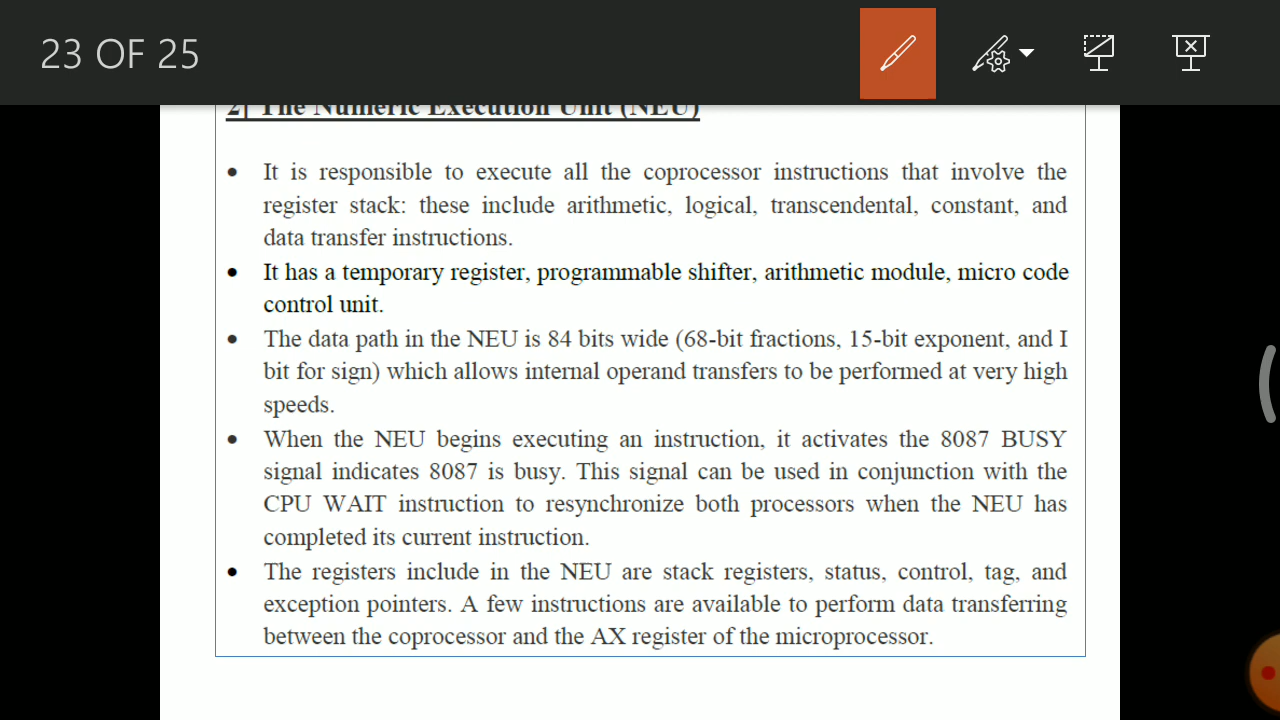 23 OF 25
2] The Numeric Execution Unit (NEU)
• It is responsible to execute all the coprocessor instructions that involve the
register stack: these include arithmetic, logical, transcendental, constant, and
data transfer instructions.
• It has a temporary register, programmable shifter, arithmetic module, micro code
control unit.
• The data path in the NEU is 84 bits wide (68-bit fractions, 15-bit exponent, and I
bit for sign) which allows internal operand transfers to be performed at very high
speeds.
• When the NEU begins executing an instruction, it activates the 8087 BUSY
signal indicates 8087 is busy. This signal can be used in conjunction with the
CPU WAIT instruction to resynchronize both processors when the NEU has
completed its current instruction.
• The registers include in the NEU are stack registers, status, control, tag, and
exception pointers. A few instructions are available to perform data transferring
between the coprocessor and the AX register of the microprocessor.